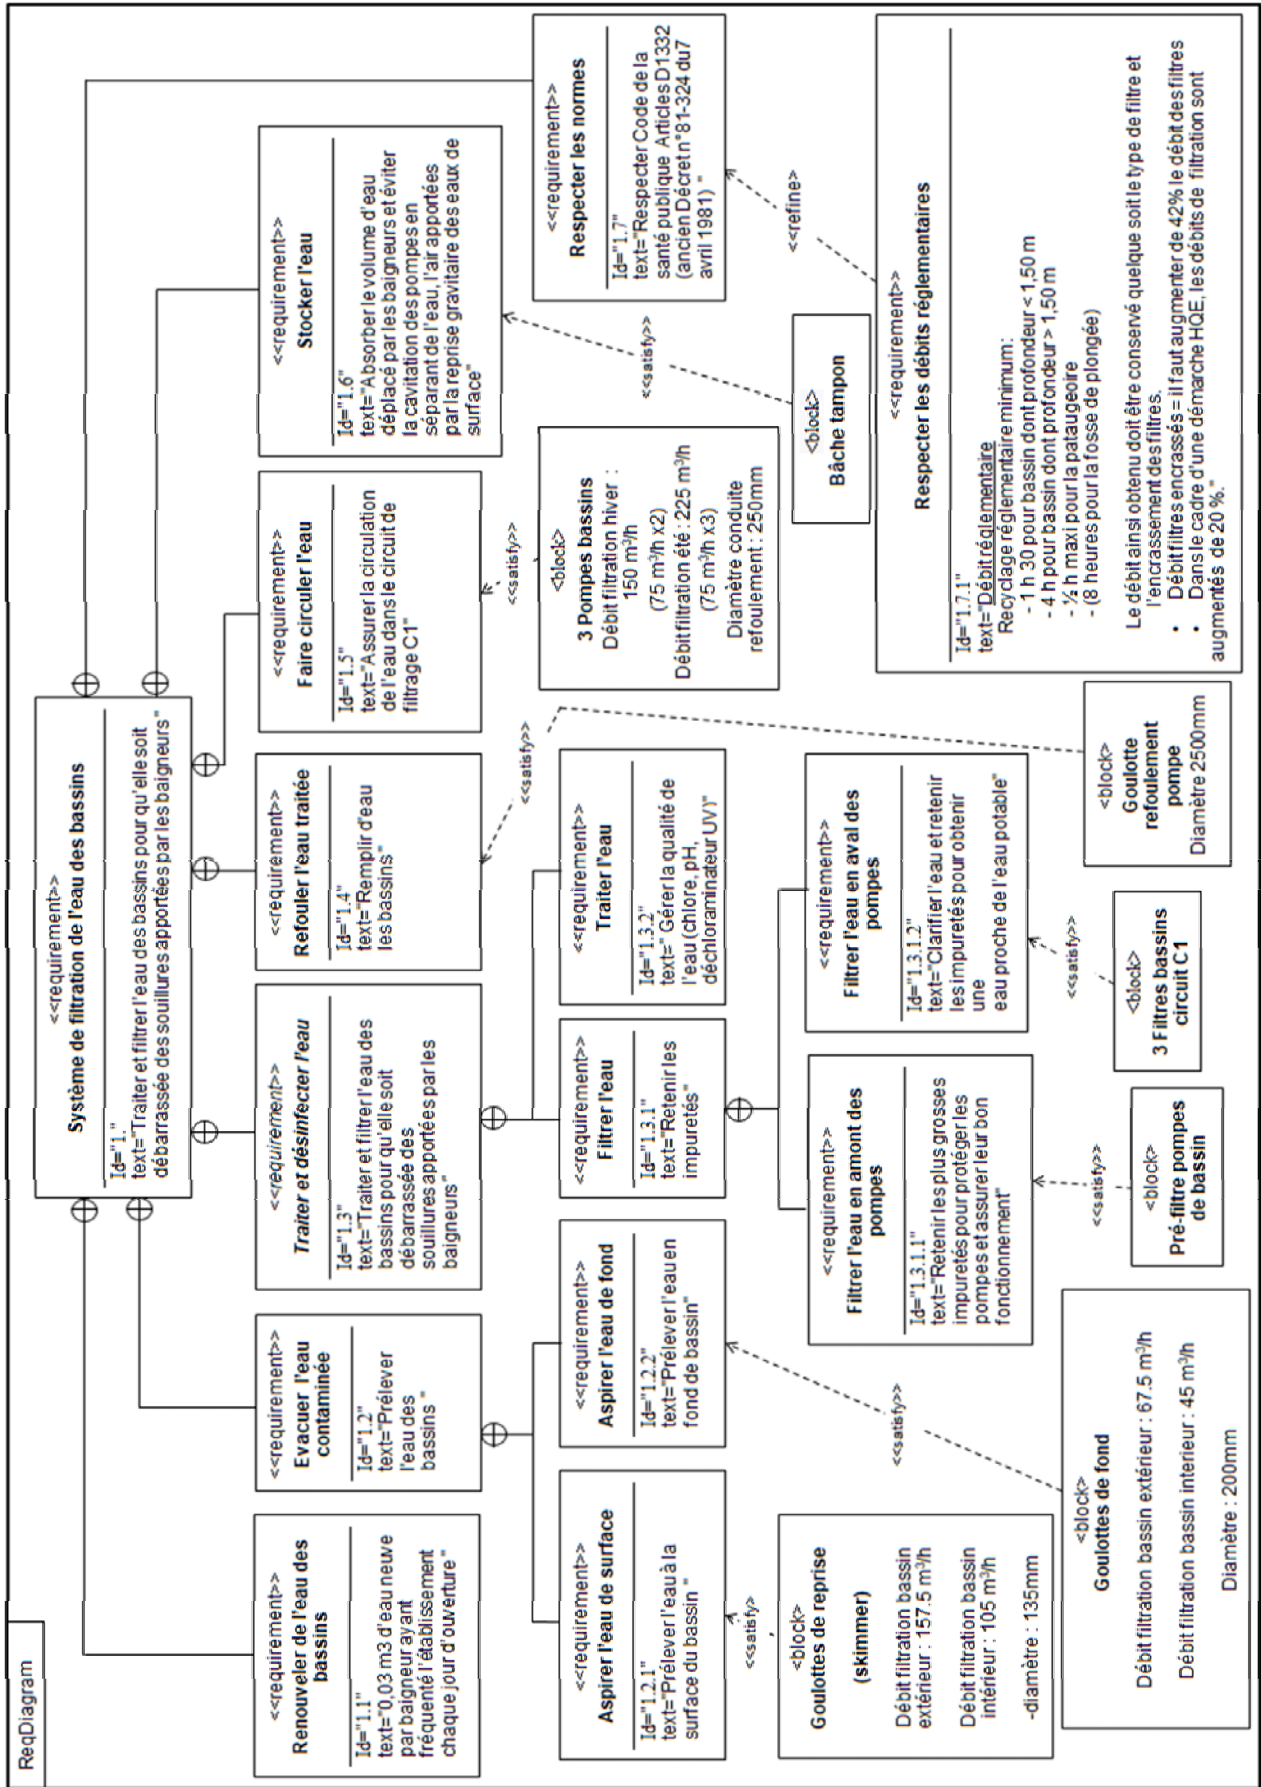 ReqDiagram
<<requirement>>
Système de filtration de l'eau des bassins
Id="1."
text="Traiter et filtrer l'eau des bassins pour qu'elle soit
débarrassée des souillures apportées par les baigneurs"
<<requirement>>
Renouveler de l'eau des
bassins
Id="1.1"
text="0,03 m3 d'eau neuve
par baigneur ayant
fréquenté l'établissement
chaque jour d'ouverture "
<<requirement>>
Evacuer l'eau
contaminée
Id="1.2"
text="Prélever
l'eau des
bassins "
<<requirement>>
Traiter et désinfecter l'eau
Id="1.3"
text="Traiter et filtrer l'eau des
bassins pour qu'elle soit
débarrassée des
souillures apportées par les
baigneurs"
<<requirement>>
Refouler l'eau traitée
Id="1.4"
text="Remplir d'eau
les bassins"
<<requirement>>
Faire circuler l'eau
Id="1.5"
text="Assurer la circulation
de l'eau dans le circuit de
filtrage C1"
<<requirement>>
Stocker l'eau
Id="1.6"
text="Absorber le volume d'eau
déplacé par les baigneurs et éviter
la cavitation des pompes en
séparant de l'eau, l'air apportées
par la reprise gravitaire des eaux de
surface"
<<requirement>>
Aspirer l'eau de surface
Id="1.2.1"
text="Prélever l'eau à la
surface du bassin "
<<requirement>>
Aspirer l'eau de fond
Id="1.2.2"
text="Prélever l'eau en
fond de bassin"
<<requirement>>
Filtrer l'eau
Id="1.3.1"
text="Retenir les
impuretés"
<<requirement>>
Traiter l'eau
Id="1.3.2"
text=" Gérer la qualité de
l'eau (chlore, pH,
déchloraminateur UV)"
<<satisfy>>
<<satisfy>>
<block>
3 Pompes bassins
Débit filtration hiver :
150 m³/h
(75 m³/h x2)
Débit filtration été : 225 m³/h
(75 m³/h x3)
Diamètre conduite
refoulement : 250mm
<<requirement>>
Respecter les normes
Id="1.7"
text="Respecter Code de la
santé publique Articles D1332
(ancien Décret n°81-324 du7
avril 1981) "
<<satisfy>>
<<refine>
<<satisfy>
<block>
Goulottes de reprise
(skimmer)
Débit filtration bassin
extérieur : 157.5 m³/h
Débit filtration bassin
intérieur : 105 m³/h
-diamètre : 135mm
<<satisfy>>
<<requirement>>
Filtrer l'eau en amont des
pompes
Id="1.3.1.1"
text="Retenir les plus grosses
impuretés pour protéger les
pompes et assurer leur bon
fonctionnement"
<<requirement>>
Filtrer l'eau en aval des
pompes
Id="1.3.1.2"
text="Clarifier l'eau et retenir
les impuretés pour obtenir
une
eau proche de l'eau potable"
<block>
Bâche tampon
<<requirement>>
Respecter les débits réglementaires
Id="1.7.1"
text="Débit réglementaire
Recyclage réglementaire minimum:
- 1 h 30 pour bassin dont profondeur < 1,50 m
- 4 h pour bassin dont profondeur > 1,50 m
- ½ h maxi pour la pataugeoire
- (8 heures pour la fosse de plongée)
Le débit ainsi obtenu doit être conservé quelque soit le type de filtre et
l'encrassement des filtres.
• Débit filtres encrassés = il faut augmenter de 42% le débit des filtres
• Dans le cadre d'une démarche HQE, les débits de filtration sont
augmentés de 20 %."
<<satisfy>>
<<satisfy>>
<block>
Goulottes de fond
Débit filtration bassin extérieur : 67.5 m³/h
Débit filtration bassin interieur : 45 m³/h
Diamètre : 200mm
<block>
Pré-filtre pompes
de bassin
<block>
3 Filtres bassins
circuit C1
<block>
Goulotte
refoulement
pompe
Diamètre 2500mm